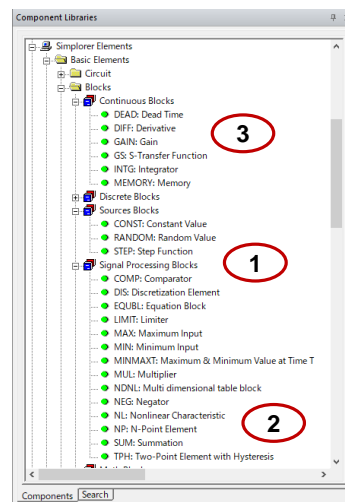 Component Libraries
Simplorer Elements
Basic Elements
Circuit
Blocks
Continuous Blocks
DEAD: Dead Time
DIFF: Derivative
3
GAIN: Gain
GS: S-Transfer Function
INTG: Integrator
MEMORY: Memory
Discrete Blocks
Sources Blocks
CONST: Constant Value
RANDOM: Random Value
STEP: Step Function
1
Signal Processing Blocks
COMP: Comparator
DIS: Discretization Element
EQUBL: Equation Block
LIMIT: Limiter
MAX: Maximum Input
MIN: Minimum Input
MINMAXT: Maximum & Minimum Value at Time T
MUL: Multiplier
NDNL: Multi dimensional table block
NEG: Negator
NL: Nonlinear Characteristic
2
NP: N-Point Element
SUM: Summation
TPH: Two-Point Element with Hysteresis
Components Search